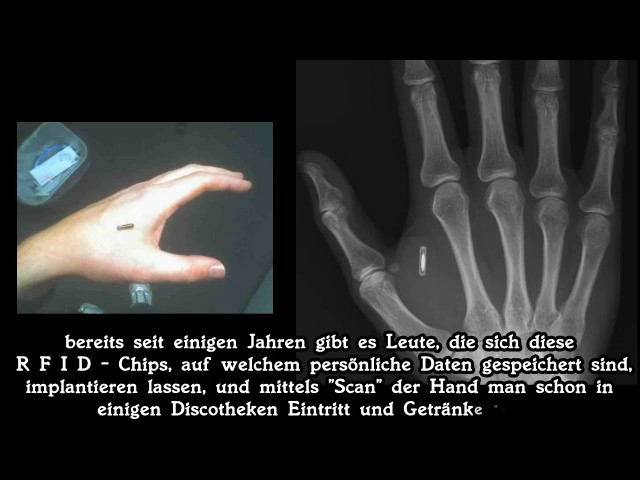 bereits seit einigen Jahren gibt es Leute, die sich diese
R F I D - Chips, auf welchem persönliche Daten gespeichert sind,
implantieren lassen, und mittels "Scan" der Hand man schon in
einigen Discotheken Eintritt und Getränke